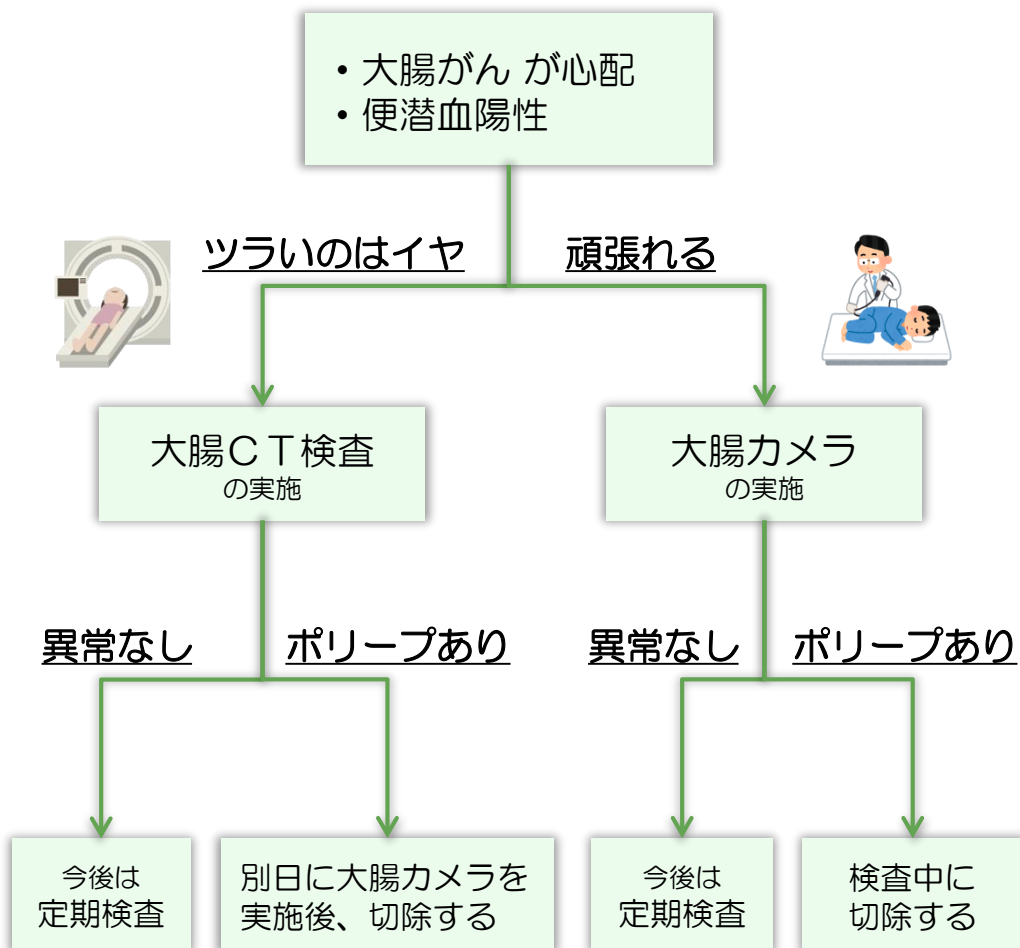 ・大腸がん が心配
・便潜血陽性
ツラいのはイヤ
頑張れる
大腸CT検査
の実施
大腸カメラ
の実施
異常なし
ポリープあり
異常なし
ポリープあり
今後は
定期検査
別日に大腸カメラを
実施後、切除する
今後は
定期検査
検査中に
切除する